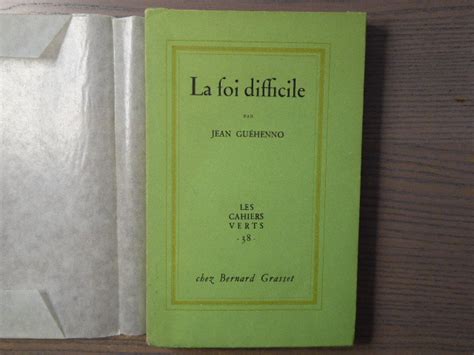 La foi difficile
PAR
JEAN GUÉHENNO
LES
CAHIERS
VERTS
·38·
chez Bernard Grasset